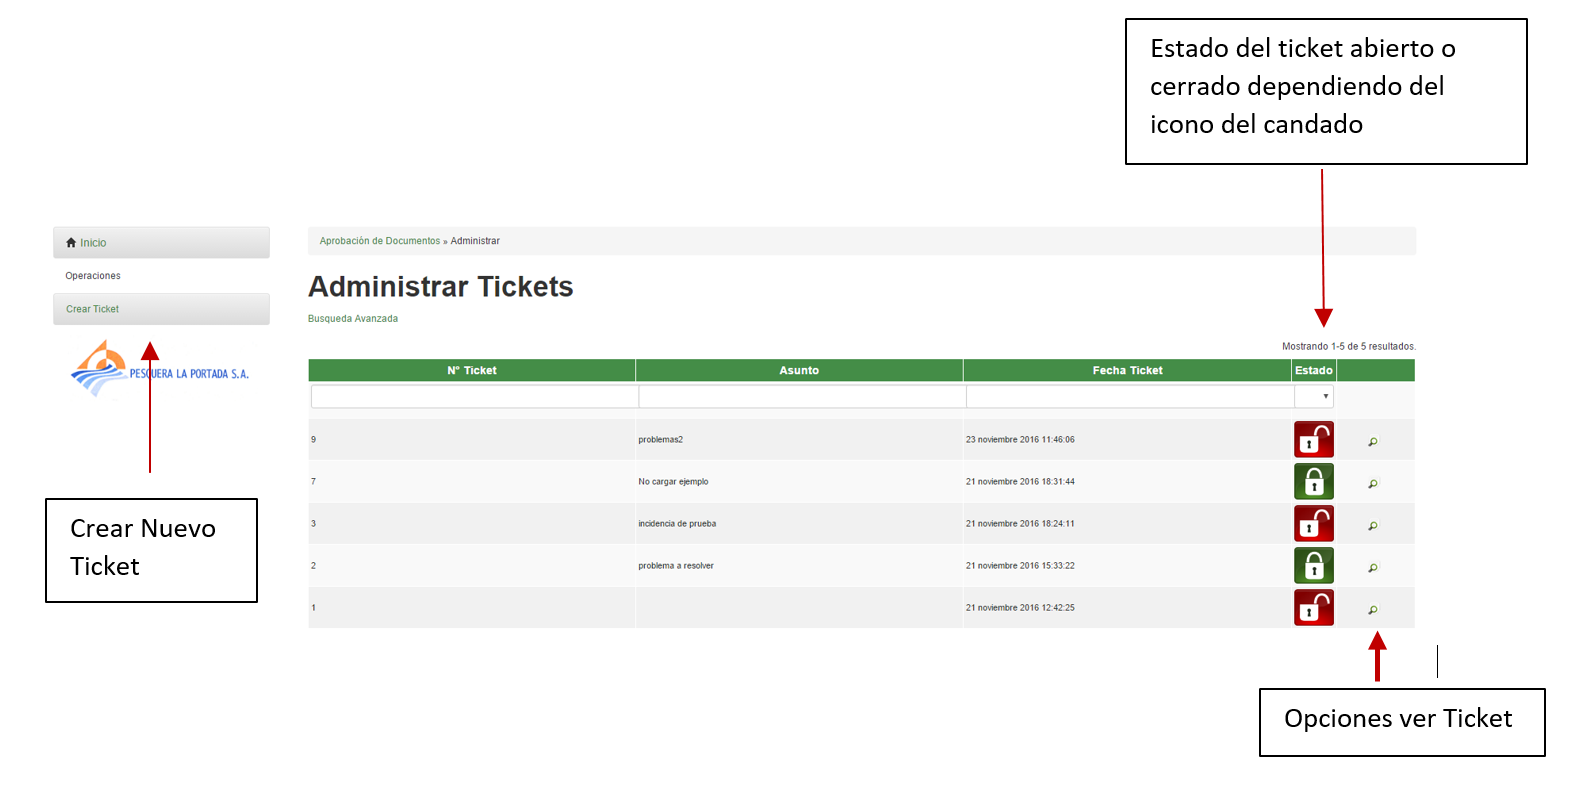 Estado del ticket abierto o
cerrado dependiendo del
icono del candado
Inicio
Operaciones
Crear Ticket
PESQUERA LA PORTADA S.A.
Crear Nuevo
Ticket
Aprobaciòn de Documentos » Administrar
Administrar Tickets
Busqueda Avanzada
Mostrando 1-5 de 5 resultados.
N° Ticket Asunto Fecha Ticket Estado
9 problemas2 23 noviembre 2016 11:46:06
7 No cargar ejemplo 21 noviembre 2016 18:31:44
3 incidencia de prueba 21 noviembre 2016 18:24:11
2 problema a resolver 21 noviembre 2016 15:33:22
1 21 noviembre 2016 12:42:25
Opciones ver Ticket